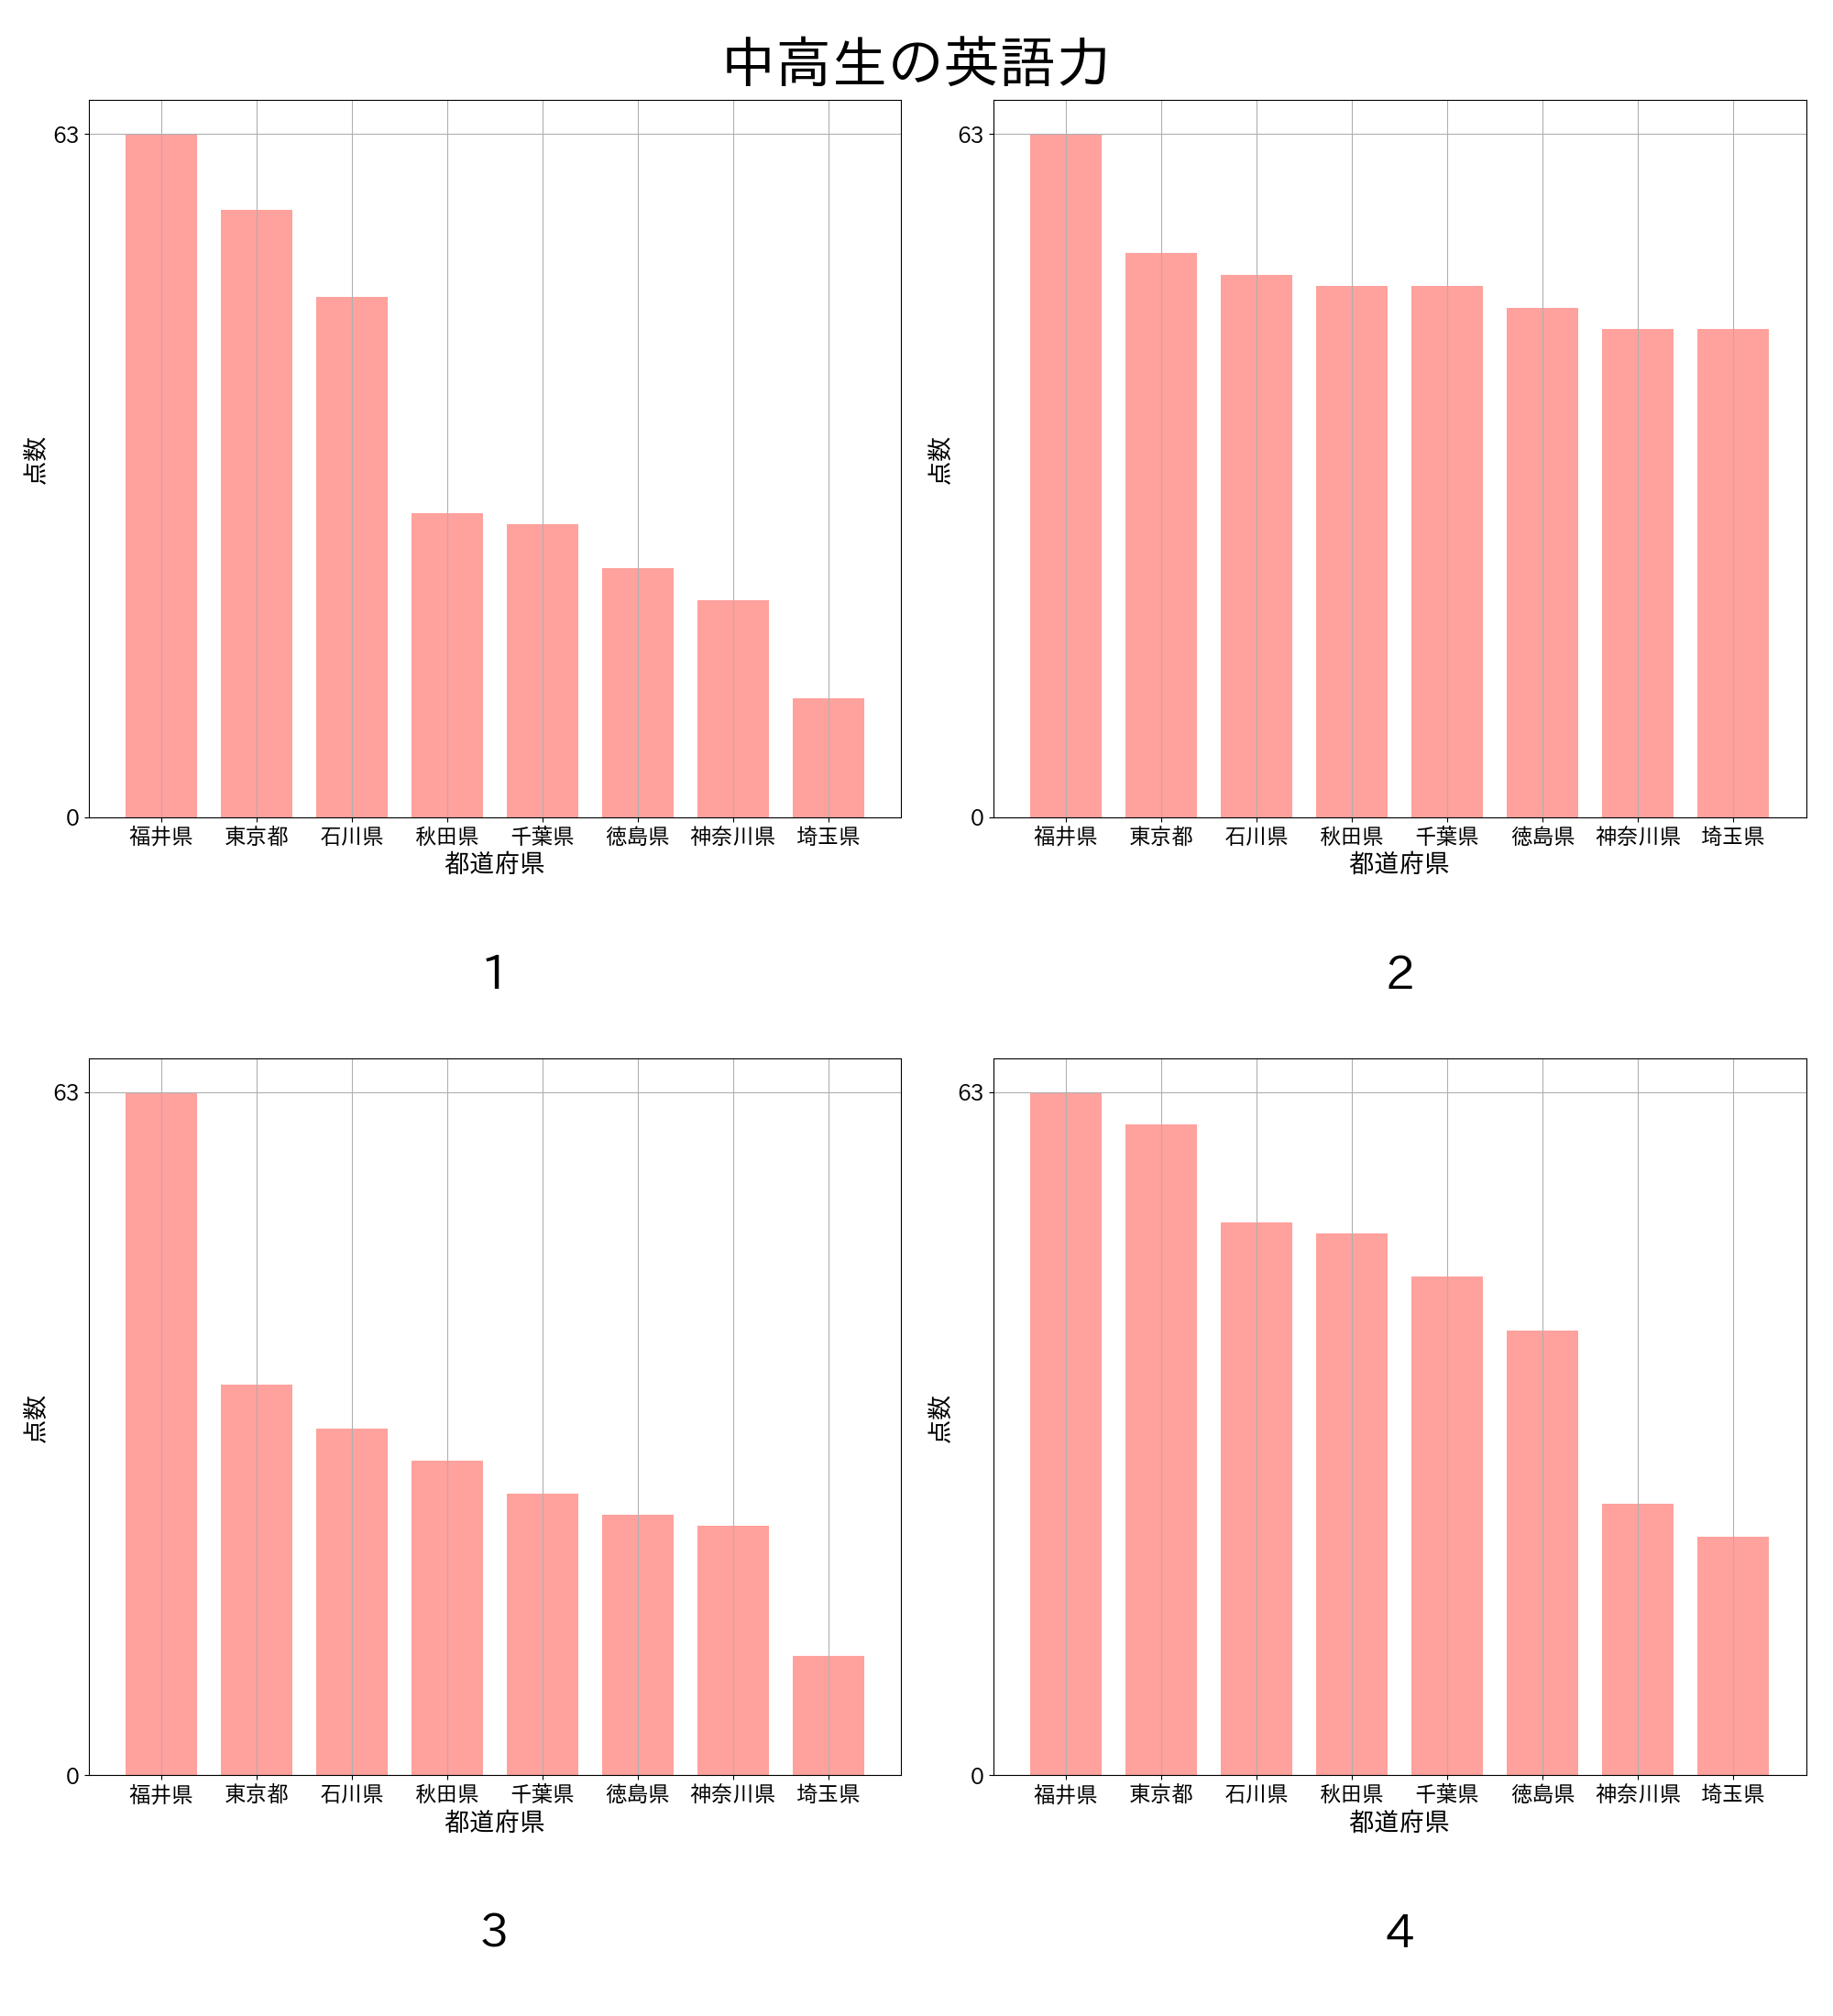 中高生の英語力
63
0
点数
福井県 東京都 石川県 秋田県 千葉県 徳島県 神奈川県 埼玉県
都道府県
1
63
0
点数
福井県 東京都 石川県 秋田県 千葉県 徳島県 神奈川県 埼玉県
都道府県
2
63
0
点数
福井県 東京都 石川県 秋田県 千葉県 徳島県 神奈川県 埼玉県
都道府県
3
63
0
点数
福井県 東京都 石川県 秋田県 千葉県 徳島県 神奈川県 埼玉県
都道府県
4